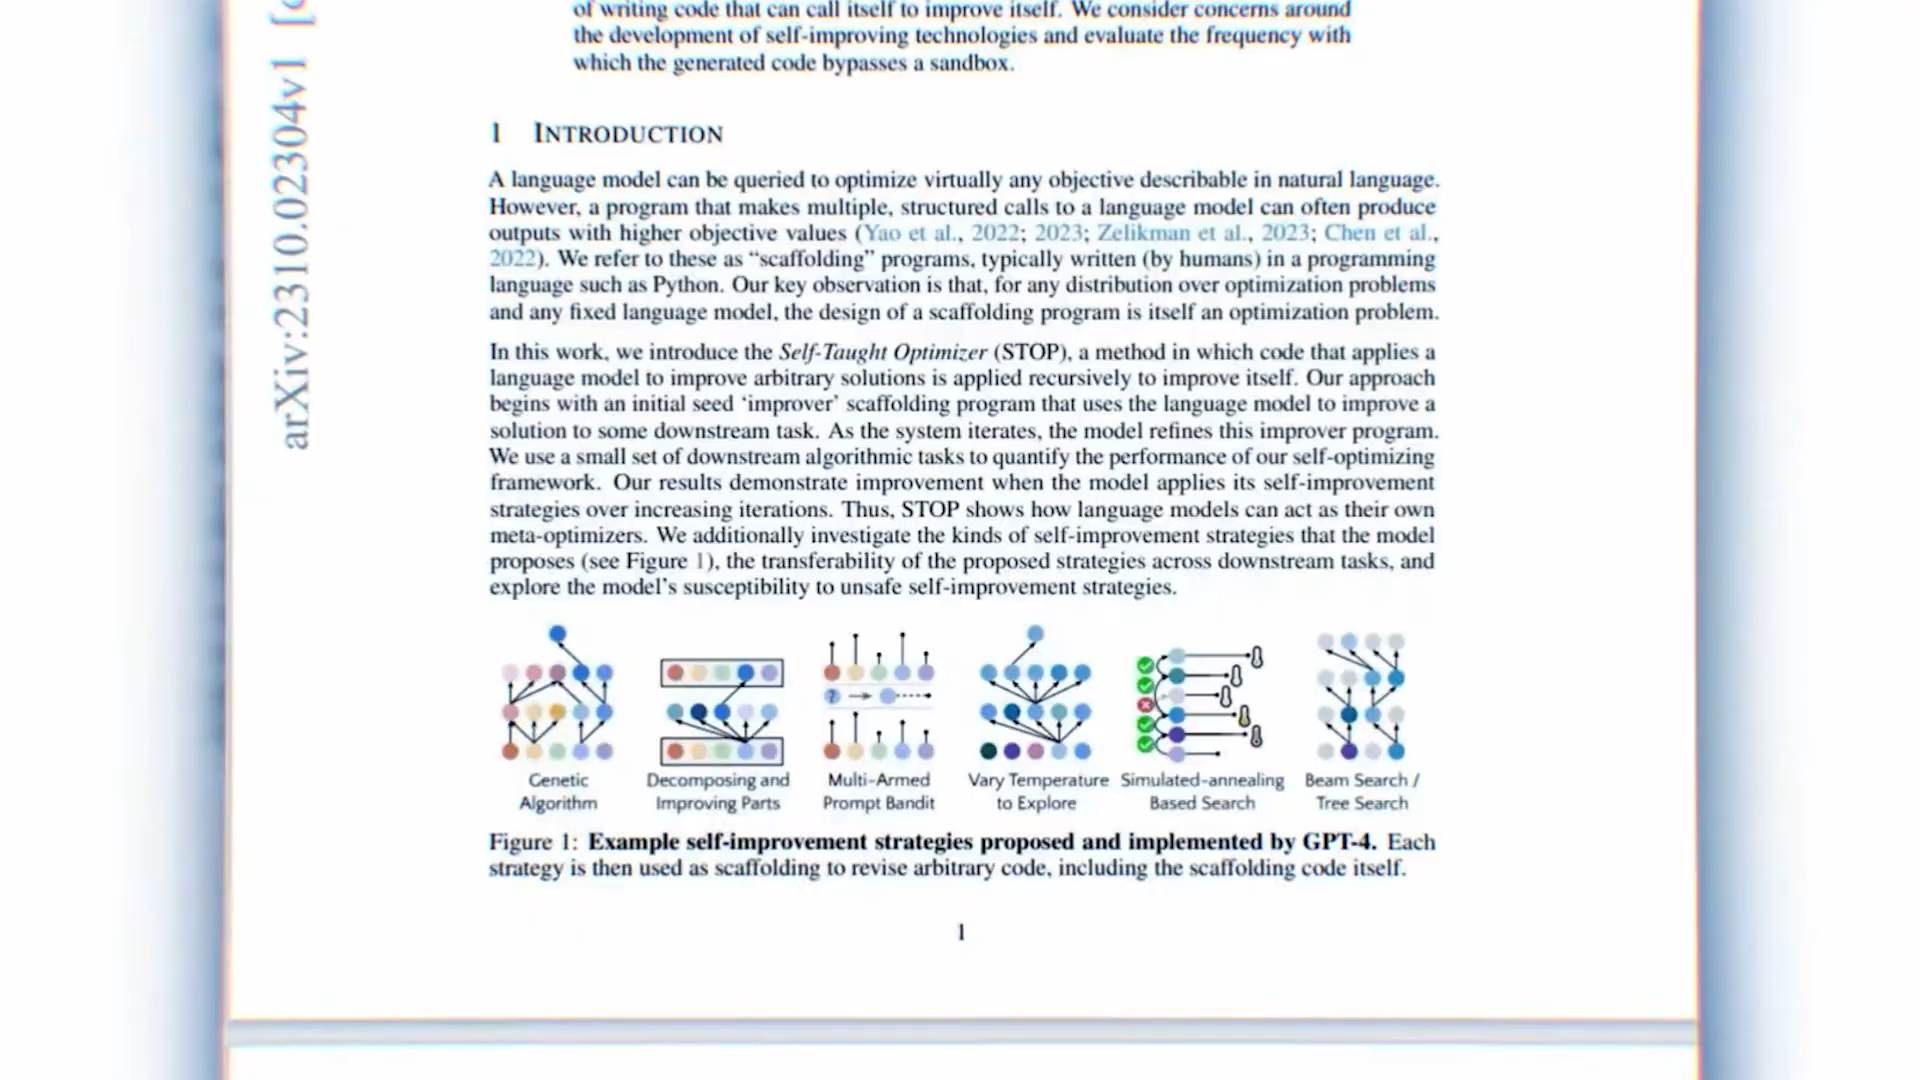 of writing code that can call itself to improve itself. We consider concerns around
the development of self-improving technologies and evaluate the frequency with
which the generated code bypasses a sandbox.
arXiv:2310.02304v1 [c
1 INTRODUCTION
A language model can be queried to optimize virtually any objective describable in natural language.
However, a program that makes multiple, structured calls to a language model can often produce
outputs with higher objective values (Yao et al., 2022; 2023; Zelikman et al., 2023; Chen et al.,
2022). We refer to these as “scaffolding” programs, typically written (by humans) in a programming
language such as Python. Our key observation is that, for any distribution over optimization problems
and any fixed language model, the design of a scaffolding program is itself an optimization problem.
In this work, we introduce the Self-Taught Optimizer (STOP), a method in which code that applies a
language model to improve arbitrary solutions is applied recursively to improve itself. Our approach
begins with an initial seed ‘improver’ scaffolding program that uses the language model to improve a
solution to some downstream task. As the system iterates, the model refines this improver program.
We use a small set of downstream algorithmic tasks to quantify the performance of our self-optimizing
framework. Our results demonstrate improvement when the model applies its self-improvement
strategies over increasing iterations. Thus, STOP shows how language models can act as their own
meta-optimizers. We additionally investigate the kinds of self-improvement strategies that the model
proposes (see Figure 1), the transferability of the proposed strategies across downstream tasks, and
explore the model’s susceptibility to unsafe self-improvement strategies.
?
Genetic
Algorithm
Decomposing and
Improving Parts
Multi-Armed
Prompt Bandit
Vary Temperature
to Explore
Simulated-annealing
Based Search
Beam Search /
Tree Search
Figure 1: Example self-improvement strategies proposed and implemented by GPT-4. Each
strategy is then used as scaffolding to revise arbitrary code, including the scaffolding code itself.
1